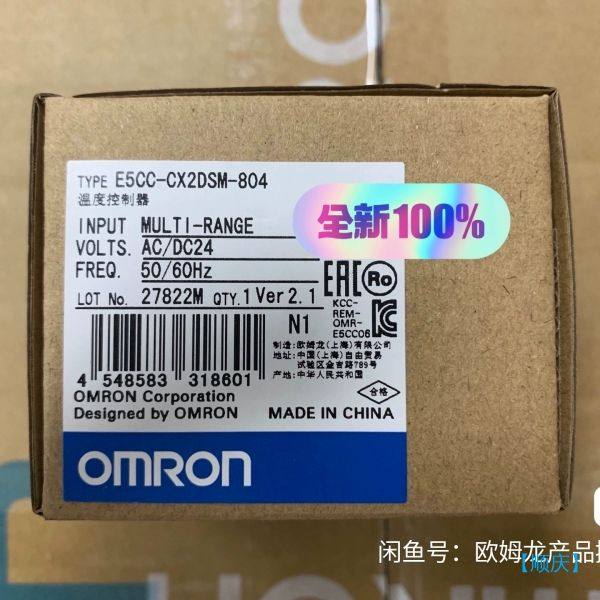 TYPE E5CC-CX2DSM-804
温度控制器
INPUT MULTI-RANGE
VOLTS. AC/DC24
FREQ. 50/60Hz
LOT No. 27822M QTY.1 Ver 2.1
N1
全新100%
EAC Ro
KCC-
REM-
OMR-
E5CC06
制造:欧姆龙(上海)有限公司
地址:中国(上海)自由贸易
试验区金吉路789号
产地:中华人民共和国
合格
4 548583 318601
OMRON Corporation
Designed by OMRON
MADE IN CHINA
OMRON
闲鱼号：欧姆龙产品
【顺庆】